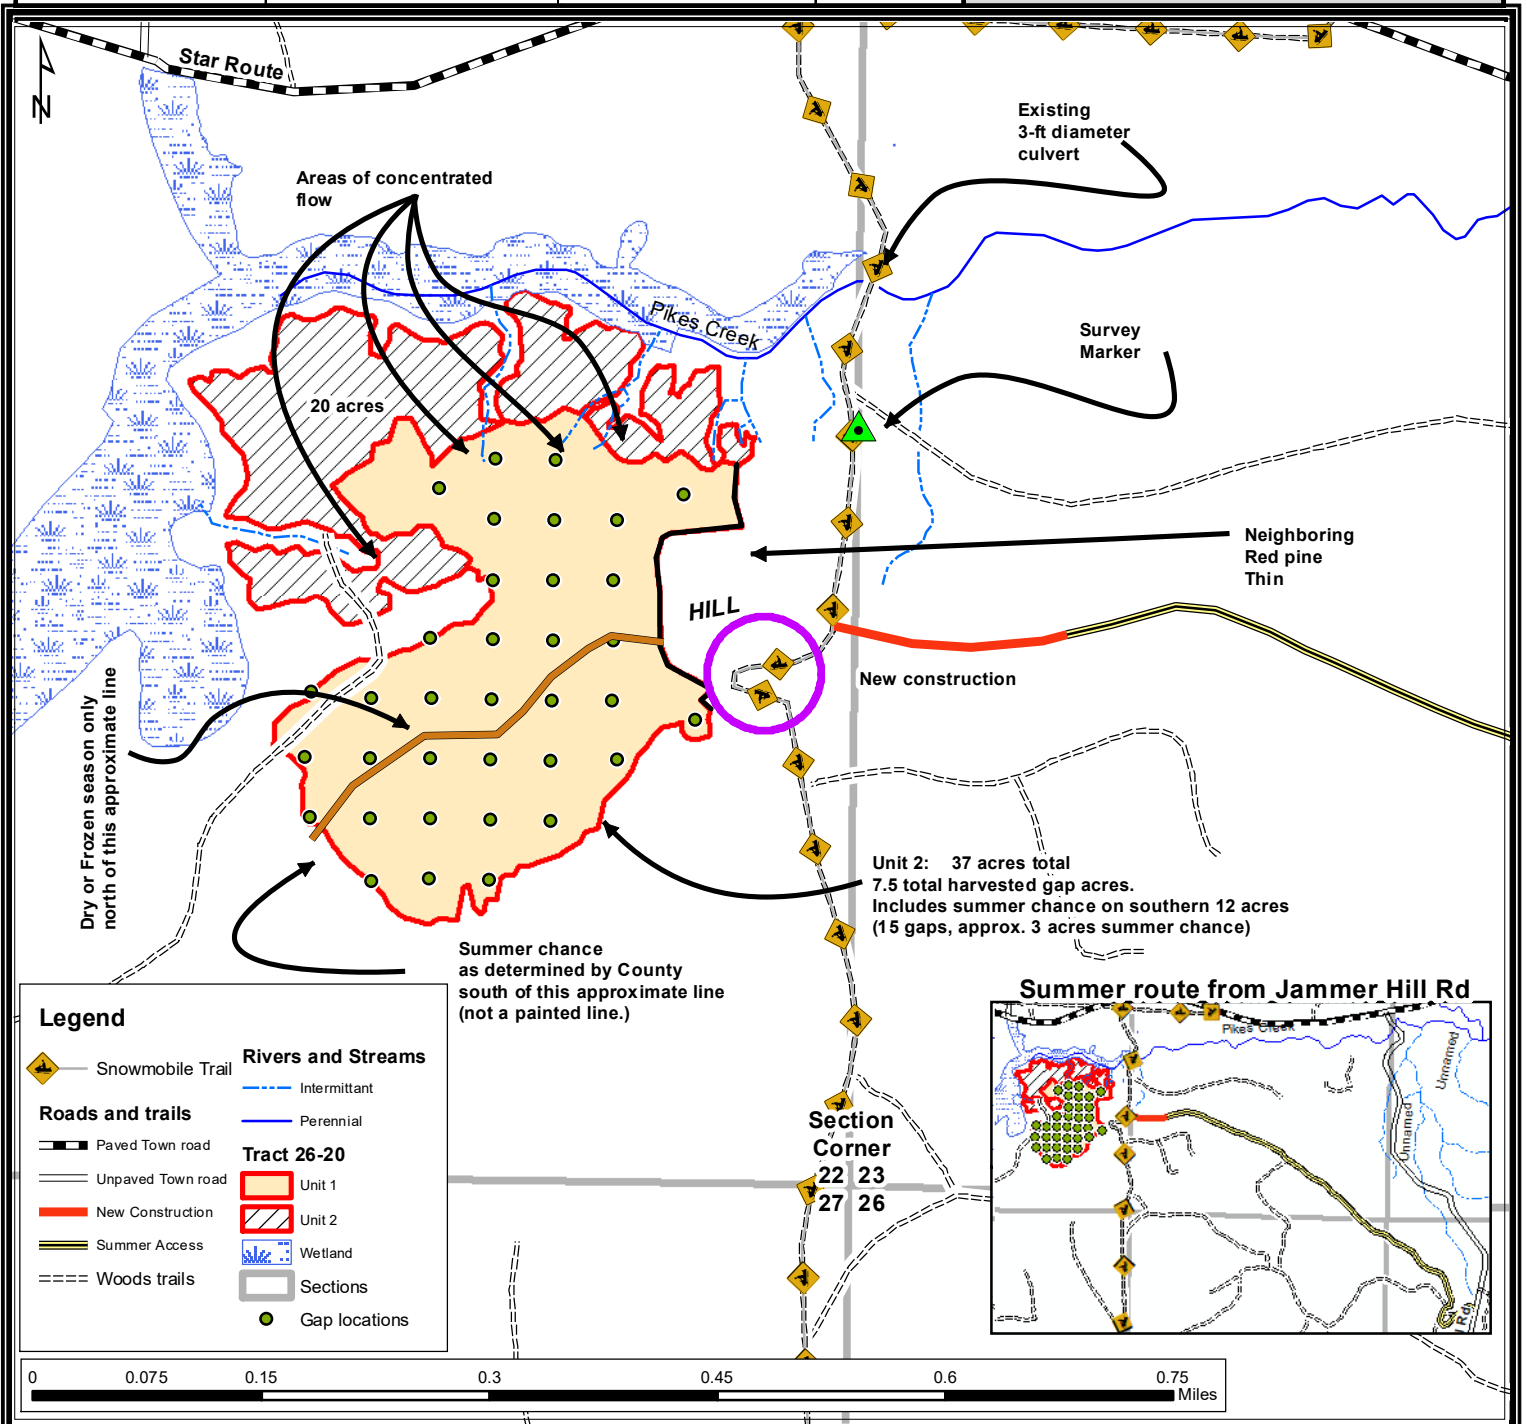 Star Route
N
Existing
3-ft diameter
culvert
Areas of concentrated
flow
Pikes Creek
Survey
Marker
20 acres
Neighboring
Red pine
Thin
HILL
New construction
Dry or Frozen season only
north of this approximate line
Unit 2: 37 acres total
7.5 total harvested gap acres.
Includes summer chance on southern 12 acres
(15 gaps, approx. 3 acres summer chance)
Summer chance
as determined by County
south of this approximate line
(not a painted line.)
Section
Corner
22 23
27 26
Summer route from Jammer Hill Rd
Pikes Creek
Unnamed
Unnamed
l Rd
Legend
Snowmobile Trail
Roads and trails
Paved Town road
Unpaved Town road
New Construction
Summer Access
Woods trails
Rivers and Streams
Intermittant
Perennial
Tract 26-20
Unit 1
Unit 2
Wetland
Sections
Gap locations
0 0.075 0.15 0.3 0.45 0.6 0.75
Miles